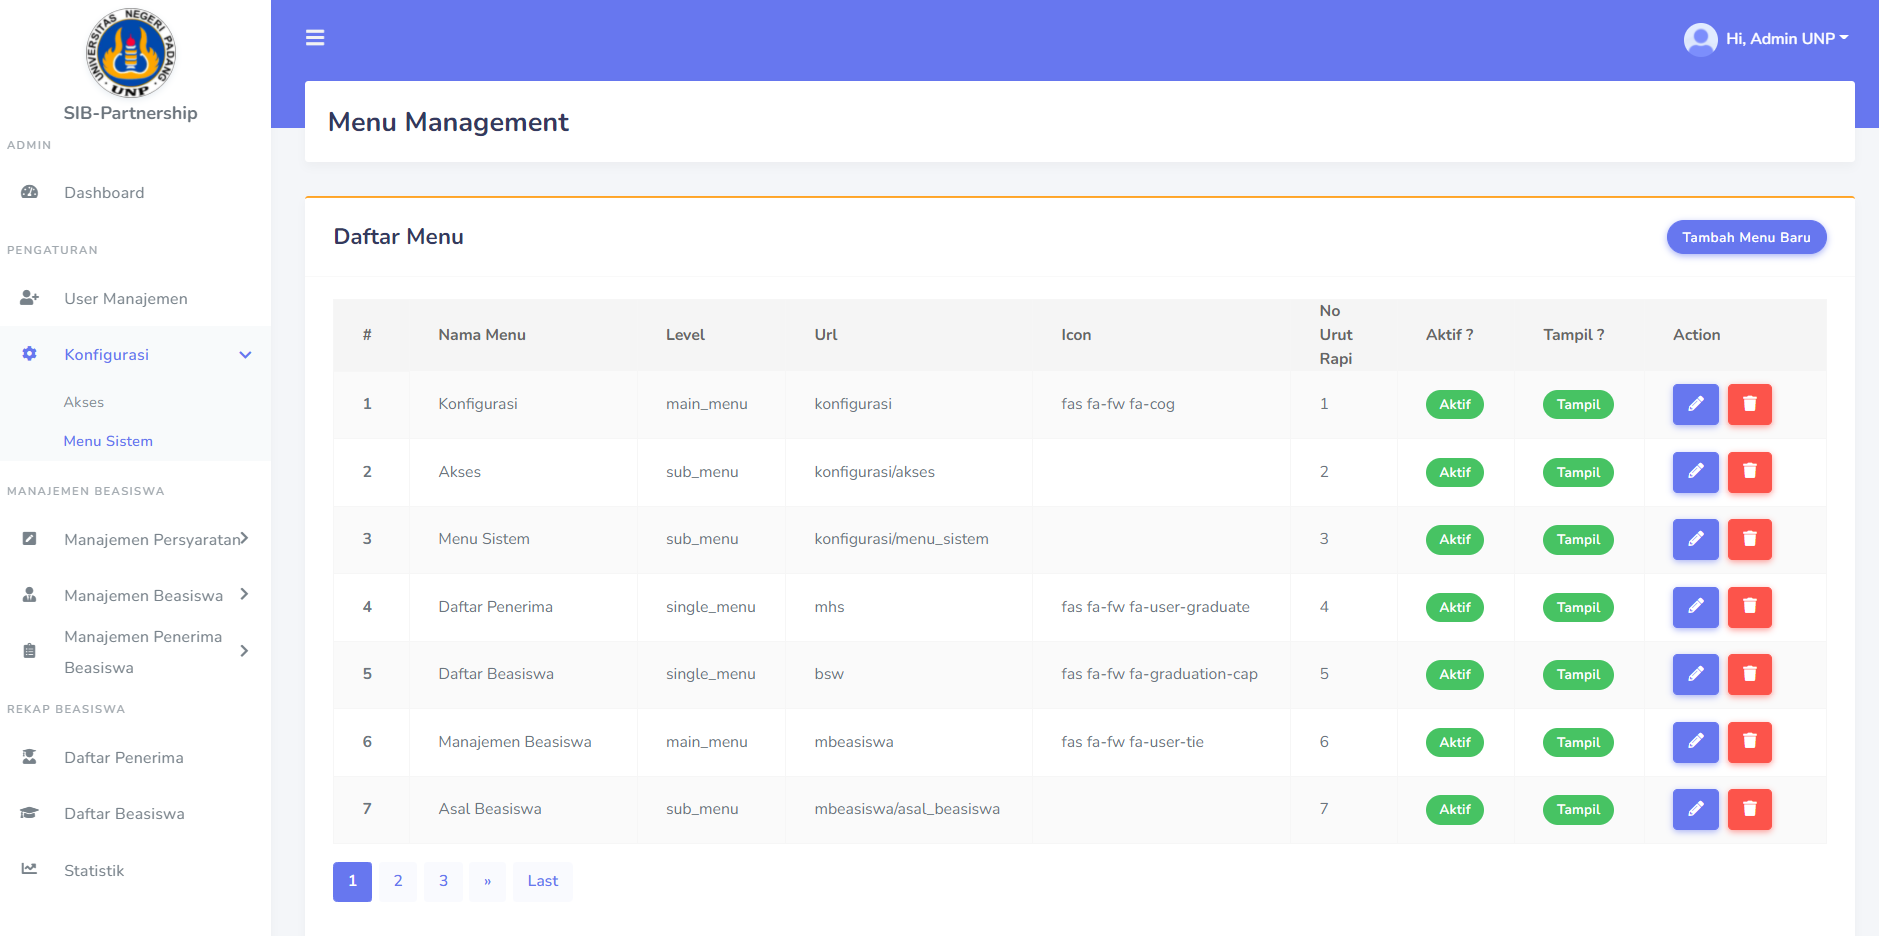 UNIVERSITAS NEGERI PADANG
UNP
SIB-Partnership
ADMIN
Dashboard
PENGATURAN
User Manajemen
Konfigurasi
Akses
Menu Sistem
MANAJEMEN BEASISWA
Manajemen Persyaratan
Manajemen Beasiswa
Manajemen Penerima
Beasiswa
REKAP BEASISWA
Daftar Penerima
Daftar Beasiswa
Statistik
Hi, Admin UNP
Menu Management
Daftar Menu
Tambah Menu Baru
# Nama Menu Level Url Icon No Urut Rapi Aktif ? Tampil ? Action
1 Konfigurasi main_menu konfigurasi fas fa-fw fa-cog 1 Aktif Tampil
2 Akses sub_menu konfigurasi/akses 2 Aktif Tampil
3 Menu Sistem sub_menu konfigurasi/menu_sistem 3 Aktif Tampil
4 Daftar Penerima single_menu mhs fas fa-fw fa-user-graduate 4 Aktif Tampil
5 Daftar Beasiswa single_menu bsw fas fa-fw fa-graduation-cap 5 Aktif Tampil
6 Manajemen Beasiswa main_menu mbeasiswa fas fa-fw fa-user-tie 6 Aktif Tampil
7 Asal Beasiswa sub_menu mbeasiswa/asal_beasiswa 7 Aktif Tampil
1 2 3 » Last